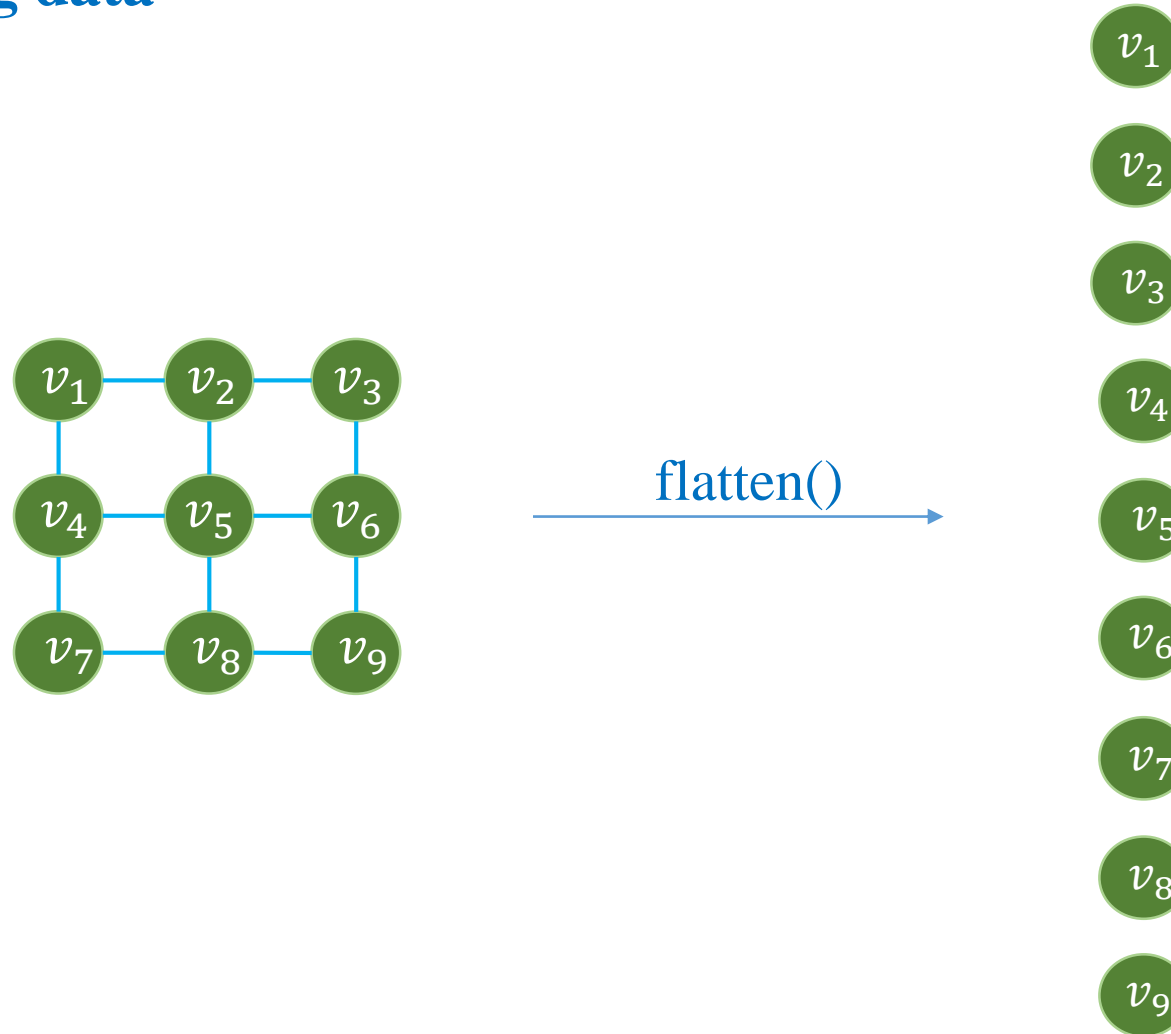 data
v₁ v₂ v₃
v₄ v₅ v₆
v₇ v₈ v₉
flatten()
v₁
v₂
v₃
v₄
v₅
v₆
v₇
v₈
v₉